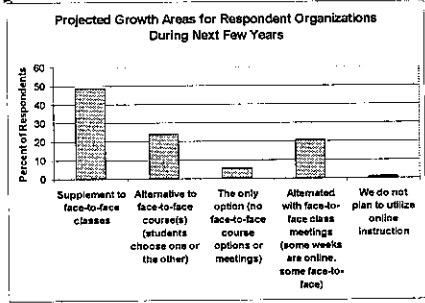 Projected Growth Areas for Respondent Organizations
During Next Few Years
Percent of Respondents
60
50
40
30
20
10
0
Supplement to
face-to-face
classes
Alternative to
face-to-face
course(s)
(students
choose one or
the other)
The only
option (no
face-to-face
course
options or
meetings)
Alternated
with face-to-
face class
meetings
(some weeks
are online,
some face-to-
face)
We do not
plan to utilize
online
instruction